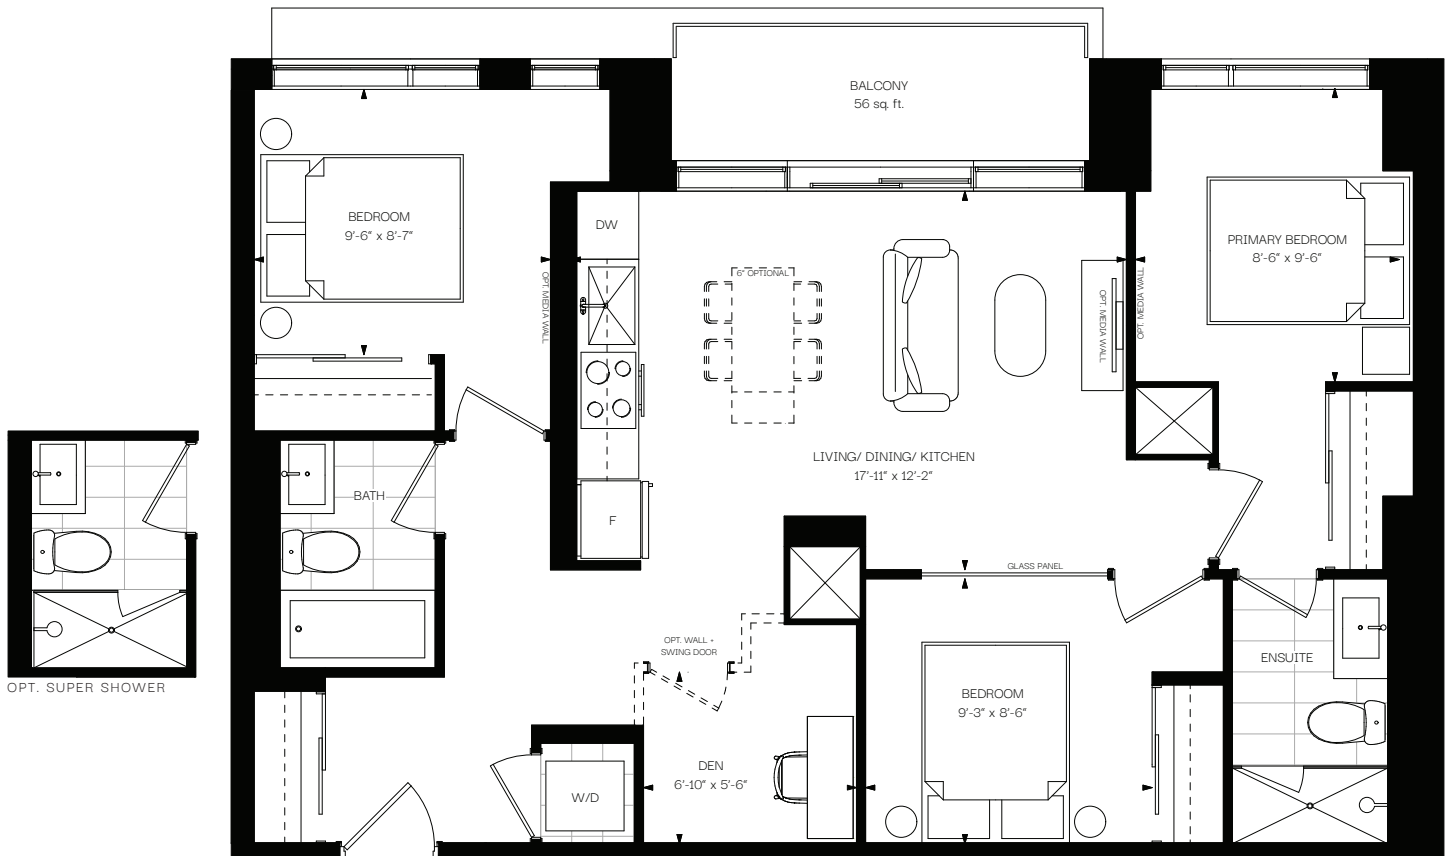 BALCONY
56 sq. ft.
BEDROOM
9'-6" x 8'-7"
DW
OPT. MEDIA WALL
6" OPTIONAL
OPT. MEDIA WALL
OPT. MEDIA WALL
PRIMARY BEDROOM
8'-6" x 9'-6"
LIVING/ DINING/ KITCHEN
17'-11" x 12'-2"
BATH
F
GLASS PANEL
OPT. WALL +
SWING DOOR
ENSUITE
OPT. SUPER SHOWER
BEDROOM
9'-3" x 8'-6"
DEN
6'-10" x 5'-6"
W/D